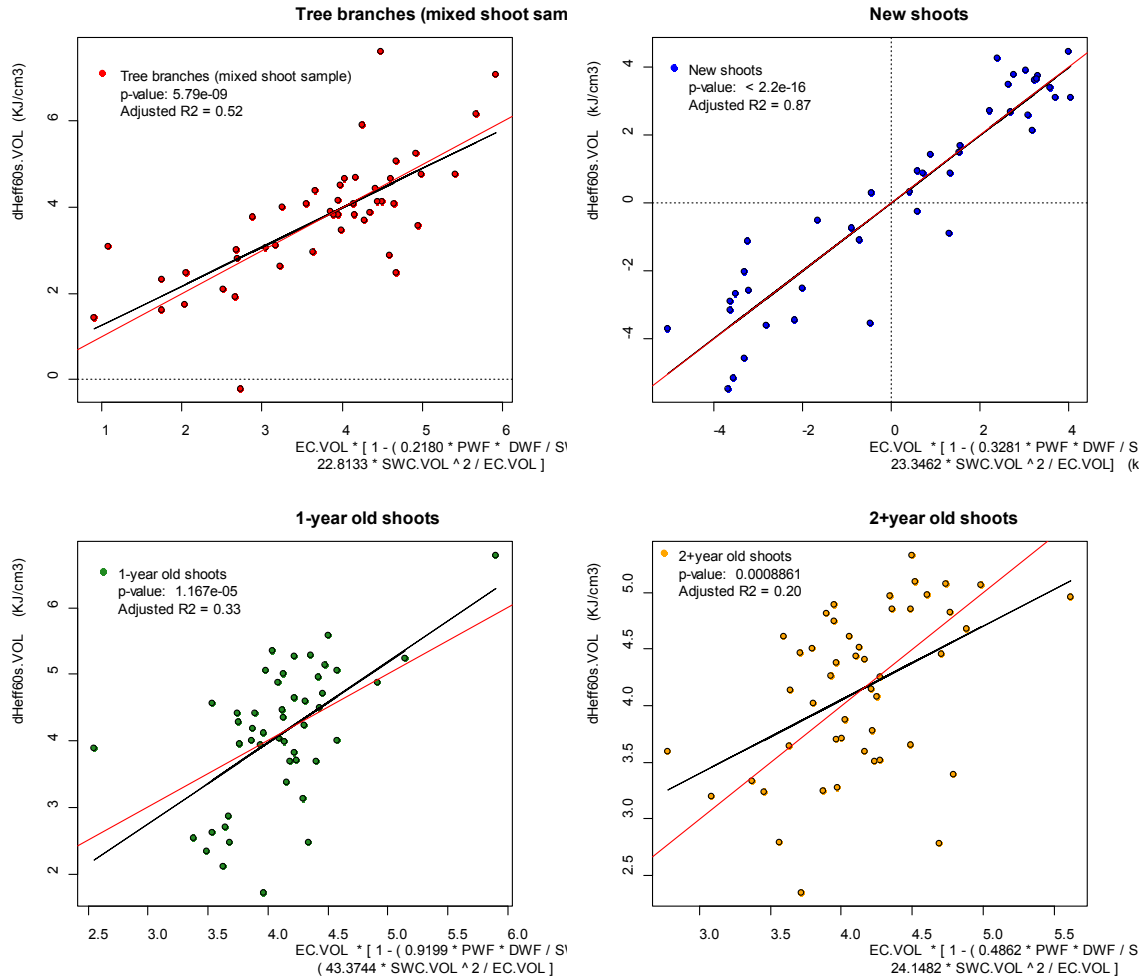 Tree branches (mixed shoot sam
dHeff60s.VOL (KJ/cm3)
Tree branches (mixed shoot sample)
p-value: 5.79e-09
Adjusted R2 = 0.52
0 2 4 6
1 2 3 4 5 6
EC.VOL * [ 1 - ( 0.2180 * PWF * DWF / S
22.8133 * SWC.VOL ^ 2 / EC.VOL ]
New shoots
dHeff60s.VOL (KJ/cm3)
New shoots
p-value: < 2.2e-16
Adjusted R2 = 0.87
-4 -2 0 2 4
-4 -2 0 2 4
EC.VOL * [ 1 - ( 0.3281 * PWF * DWF / S
23.3462 * SWC.VOL ^ 2 / EC.VOL] (k
1-year old shoots
dHeff60s.VOL (KJ/cm3)
1-year old shoots
p-value: 1.167e-05
Adjusted R2 = 0.33
2 3 4 5 6
2.5 3.0 3.5 4.0 4.5 5.0 5.5 6.0
EC.VOL * [ 1 - ( 0.9199 * PWF * DWF / S
( 43.3744 * SWC.VOL ^ 2 / EC.VOL ]
2+year old shoots
dHeff60s.VOL (KJ/cm3)
2+year old shoots
p-value: 0.0008861
Adjusted R2 = 0.20
2.5 3.0 3.5 4.0 4.5 5.0
3.0 3.5 4.0 4.5 5.0 5.5
EC.VOL * [ 1 - ( 0.4862 * PWF * DWF / S
24.1482 * SWC.VOL ^ 2 / EC.VOL ]